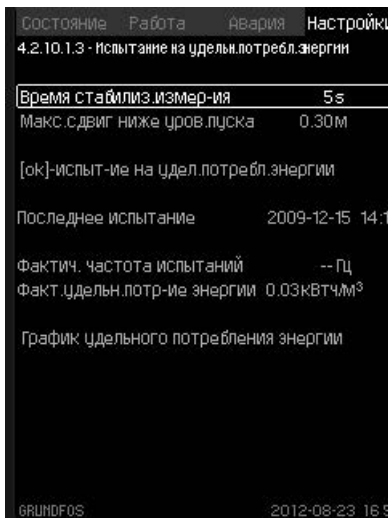 Состояние Работа Авария Настройки
4.2.10.1.3 - Испытание на удельн.потребл.энергии
Время стабилиз.измер-ия 5s
Макс.сдвиг ниже уров.пуска 0.30м
[ok]-испыт-ие на удел.потребл.энергии
Последнее испытание 2009-12-15 14:1
Фактич. частота испытаний --Гц
Факт.удельн.потр-ие энергии 0.03кВтч/м³
График удельного потребления энергии
GRUNDFOS 2012-08-23 16